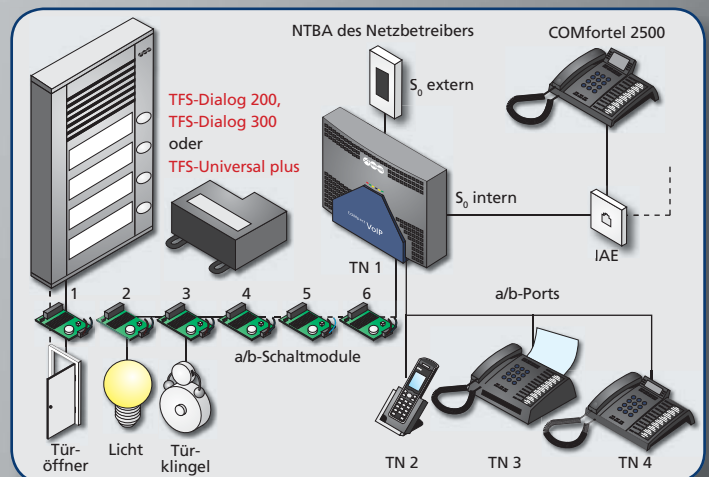 NTBA des Netzbetreibers
COMfortel 2500
S₀ extern
TFS-Dialog 200,
TFS-Dialog 300
oder
TFS-Universal plus
S₀ intern
VoIP
IAE
TN 1
1 2 3 4 5 6
a/b-Ports
a/b-Schaltmodule
Tür-
öffner
Licht
Tür-
klingel
TN 2
TN 3
TN 4